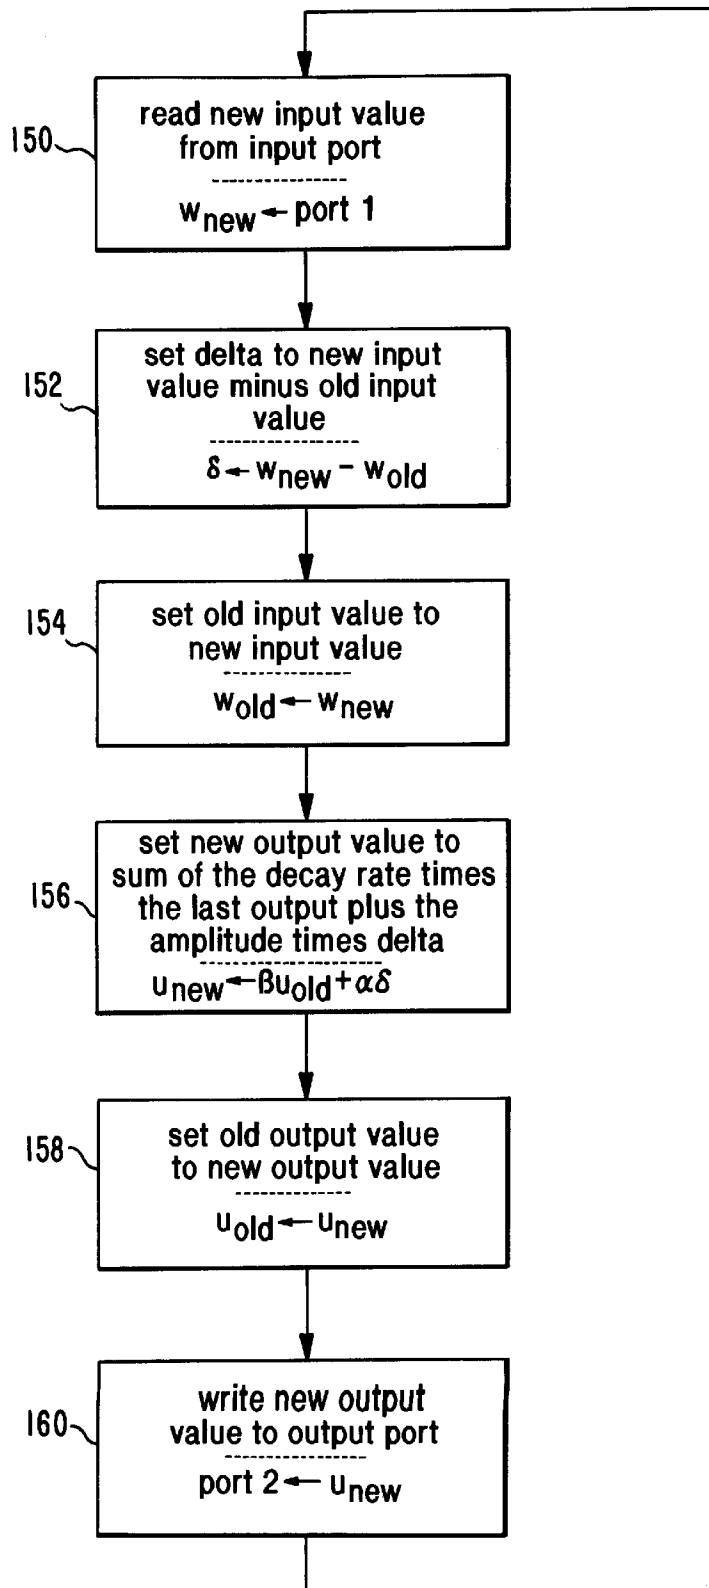 150
read new input value
from input port
w_new ← port 1
152
set delta to new input
value minus old input
value
δ ← w_new - w_old
154
set old input value to
new input value
w_old ← w_new
156
set new output value to
sum of the decay rate times
the last output plus the
amplitude times delta
u_new ← βu_old + αδ
158
set old output value
to new output value
u_old ← u_new
160
write new output
value to output port
port 2 ← u_new